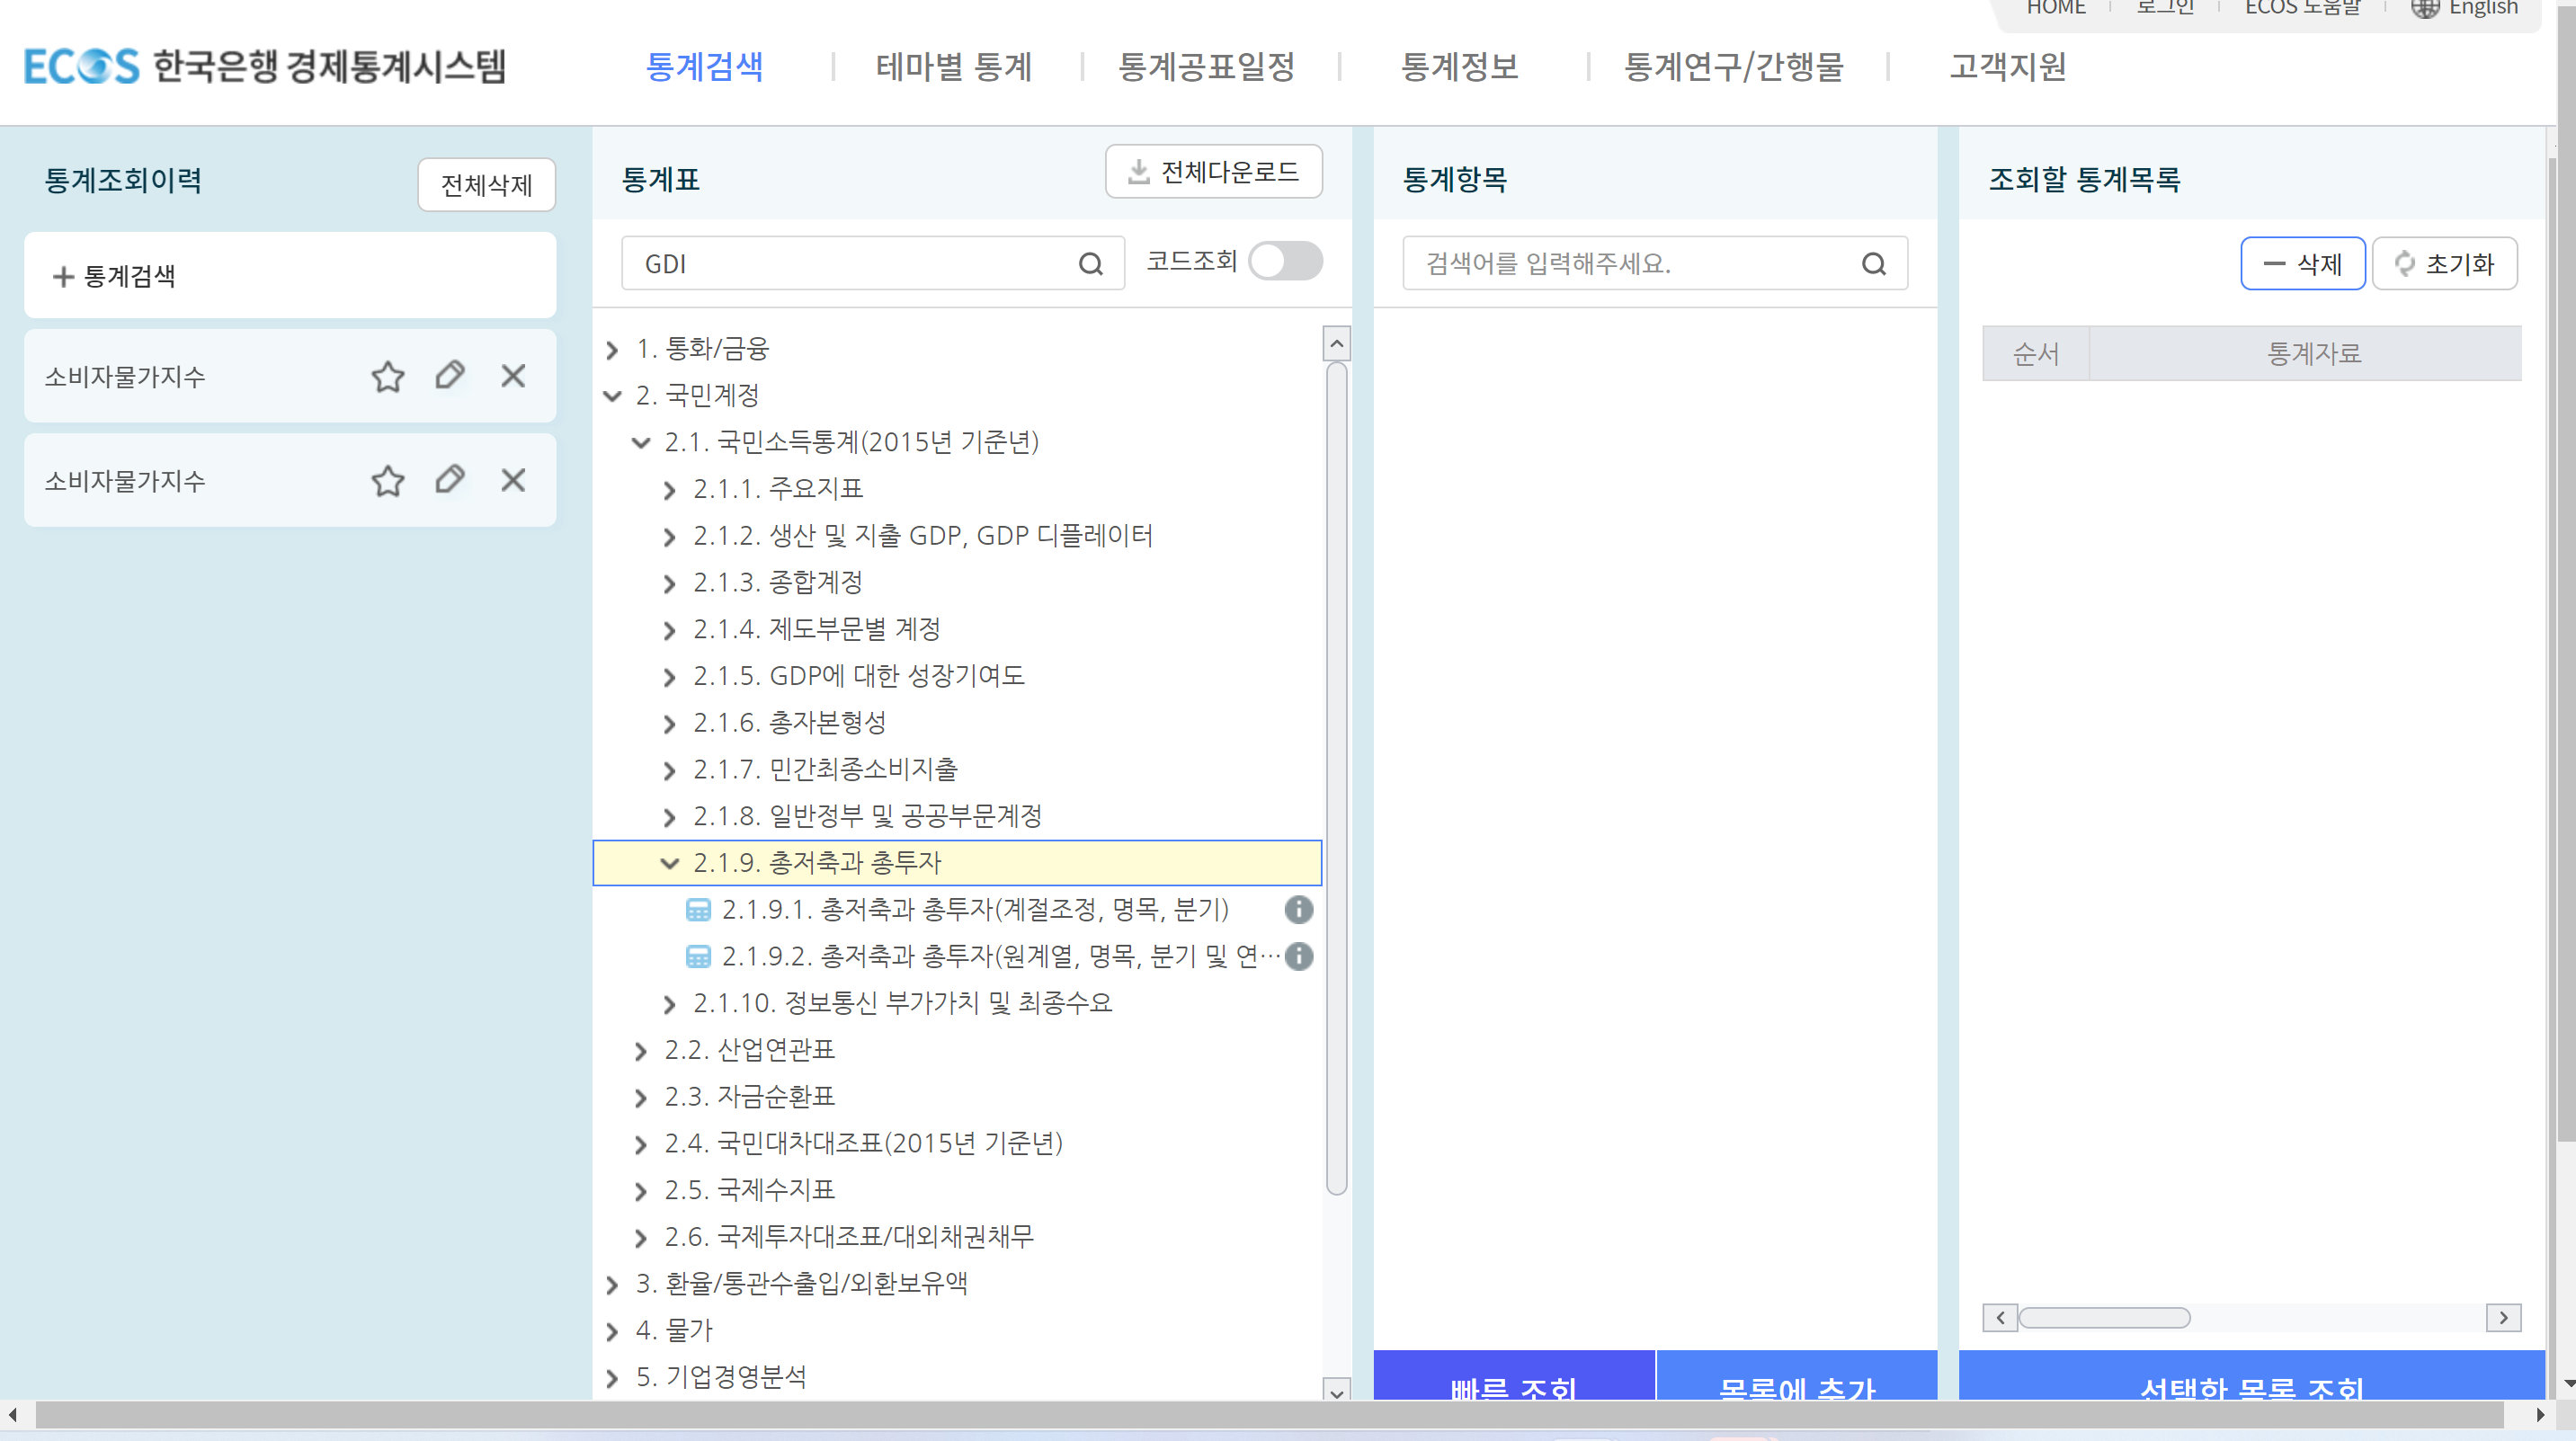 HOME 로그인 ECOS 도움말 English
ECOS 한국은행 경제통계시스템
통계검색 테마별 통계 통계공표일정 통계정보 통계연구/간행물 고객지원
통계조회이력
전체삭제
통계검색
소비자물가지수
소비자물가지수
통계표
전체다운로드
GDI
코드조회
1. 통화/금융
2. 국민계정
2.1. 국민소득통계(2015년 기준년)
2.1.1. 주요지표
2.1.2. 생산 및 지출 GDP, GDP 디플레이터
2.1.3. 종합계정
2.1.4. 제도부문별 계정
2.1.5. GDP에 대한 성장기여도
2.1.6. 총자본형성
2.1.7. 민간최종소비지출
2.1.8. 일반정부 및 공공부문계정
2.1.9. 총저축과 총투자
2.1.9.1. 총저축과 총투자(계절조정, 명목, 분기)
2.1.9.2. 총저축과 총투자(원계열, 명목, 분기 및 연…
2.1.10. 정보통신 부가가치 및 최종수요
2.2. 산업연관표
2.3. 자금순환표
2.4. 국민대차대조표(2015년 기준년)
2.5. 국제수지표
2.6. 국제투자대조표/대외채권채무
3. 환율/통관수출입/외환보유액
4. 물가
5. 기업경영분석
통계항목
검색어를 입력해주세요.
빠른 조회
목록에 추가
조회할 통계목록
삭제
초기화
순서 통계자료
선택한 목록 조회